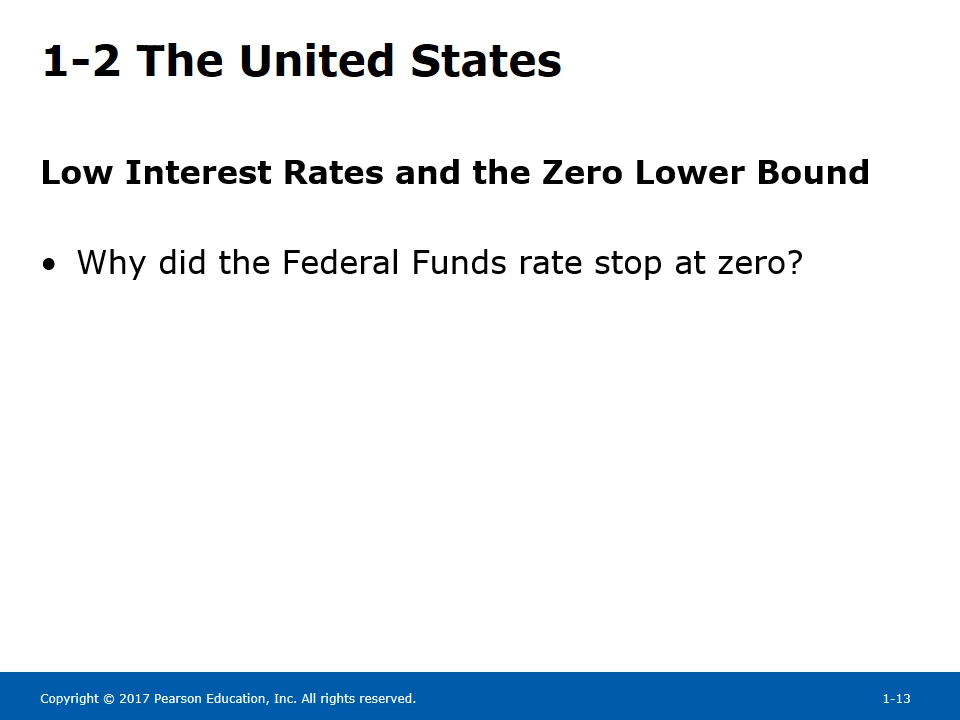 1-2 The United States
Low Interest Rates and the Zero Lower Bound
• Why did the Federal Funds rate stop at zero?
Copyright © 2017 Pearson Education, Inc. All rights reserved.
1-13